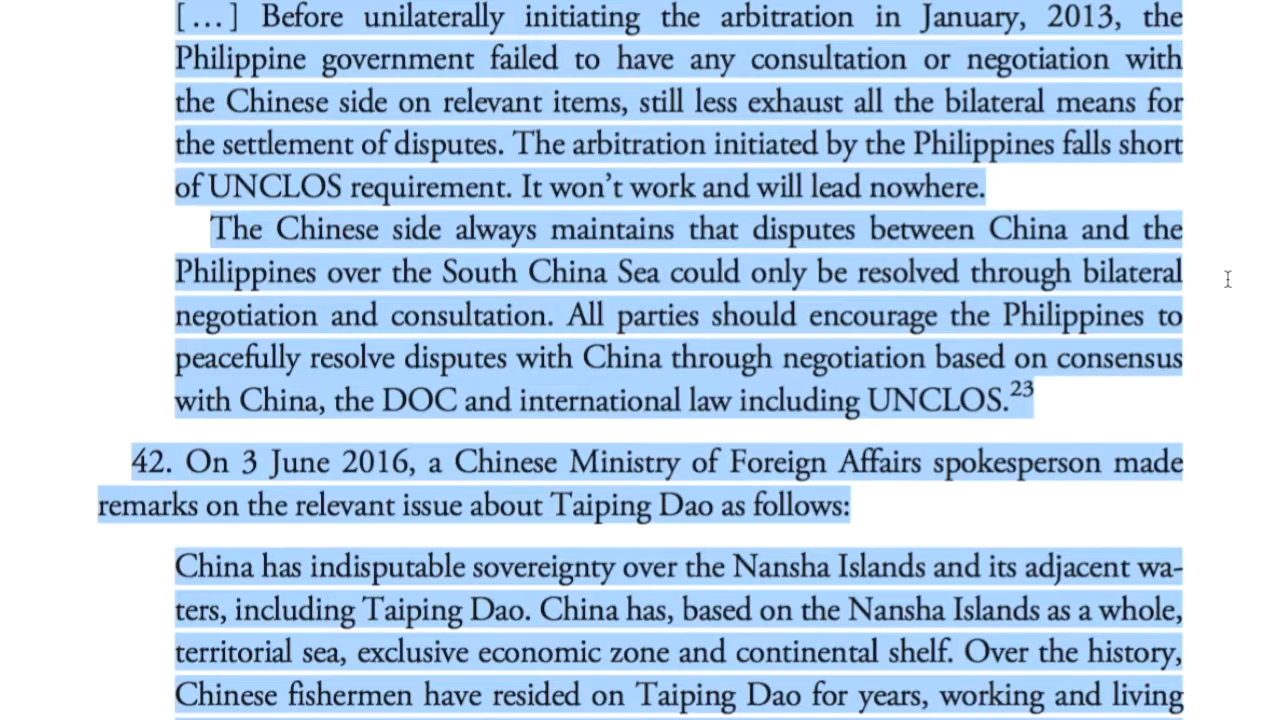 […] Before unilaterally initiating the arbitration in January, 2013, the
Philippine government failed to have any consultation or negotiation with
the Chinese side on relevant items, still less exhaust all the bilateral means for
the settlement of disputes. The arbitration initiated by the Philippines falls short
of UNCLOS requirement. It won’t work and will lead nowhere.
The Chinese side always maintains that disputes between China and the
Philippines over the South China Sea could only be resolved through bilateral
negotiation and consultation. All parties should encourage the Philippines to
peacefully resolve disputes with China through negotiation based on consensus
with China, the DOC and international law including UNCLOS.23
42. On 3 June 2016, a Chinese Ministry of Foreign Affairs spokesperson made
remarks on the relevant issue about Taiping Dao as follows:
China has indisputable sovereignty over the Nansha Islands and its adjacent wa-
ters, including Taiping Dao. China has, based on the Nansha Islands as a whole,
territorial sea, exclusive economic zone and continental shelf. Over the history,
Chinese fishermen have resided on Taiping Dao for years, working and living